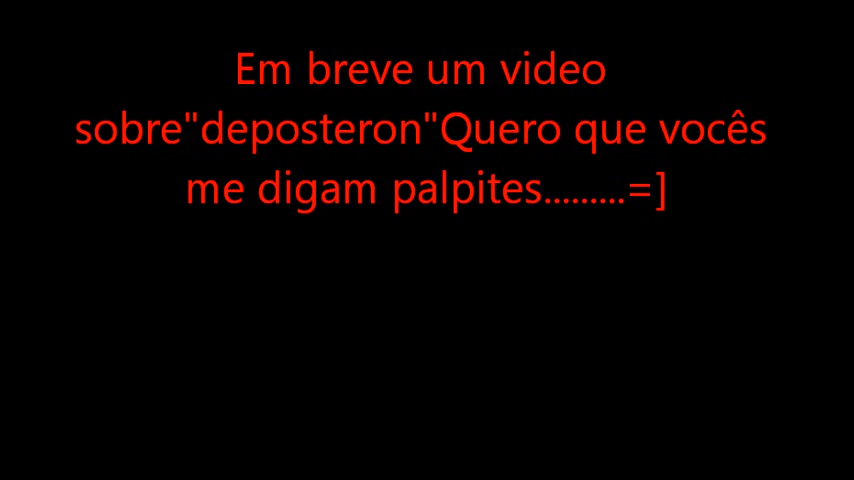 Em breve um video
sobre"deposteron"Quero que vocês
me digam palpites.........=]